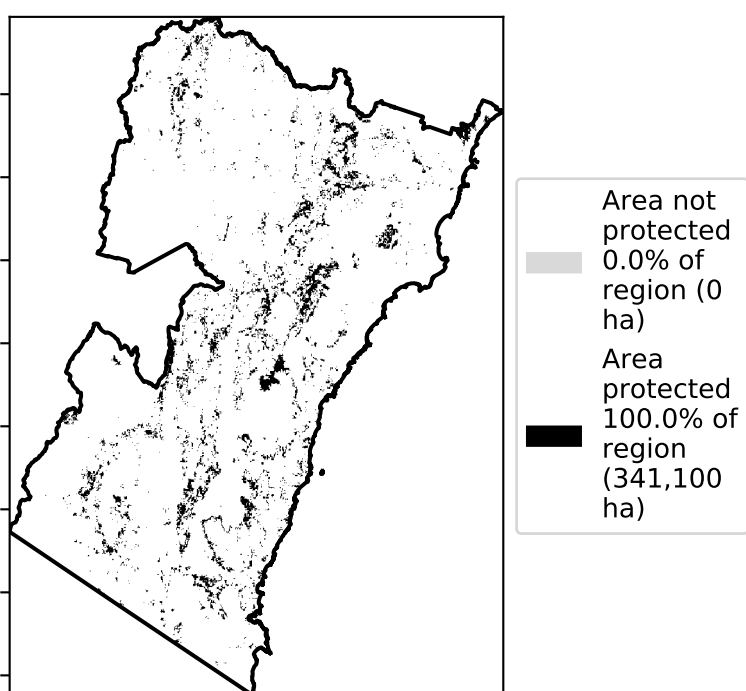 Area not
protected
0.0% of
region (0
ha)
Area
protected
100.0% of
region
(341,100
ha)